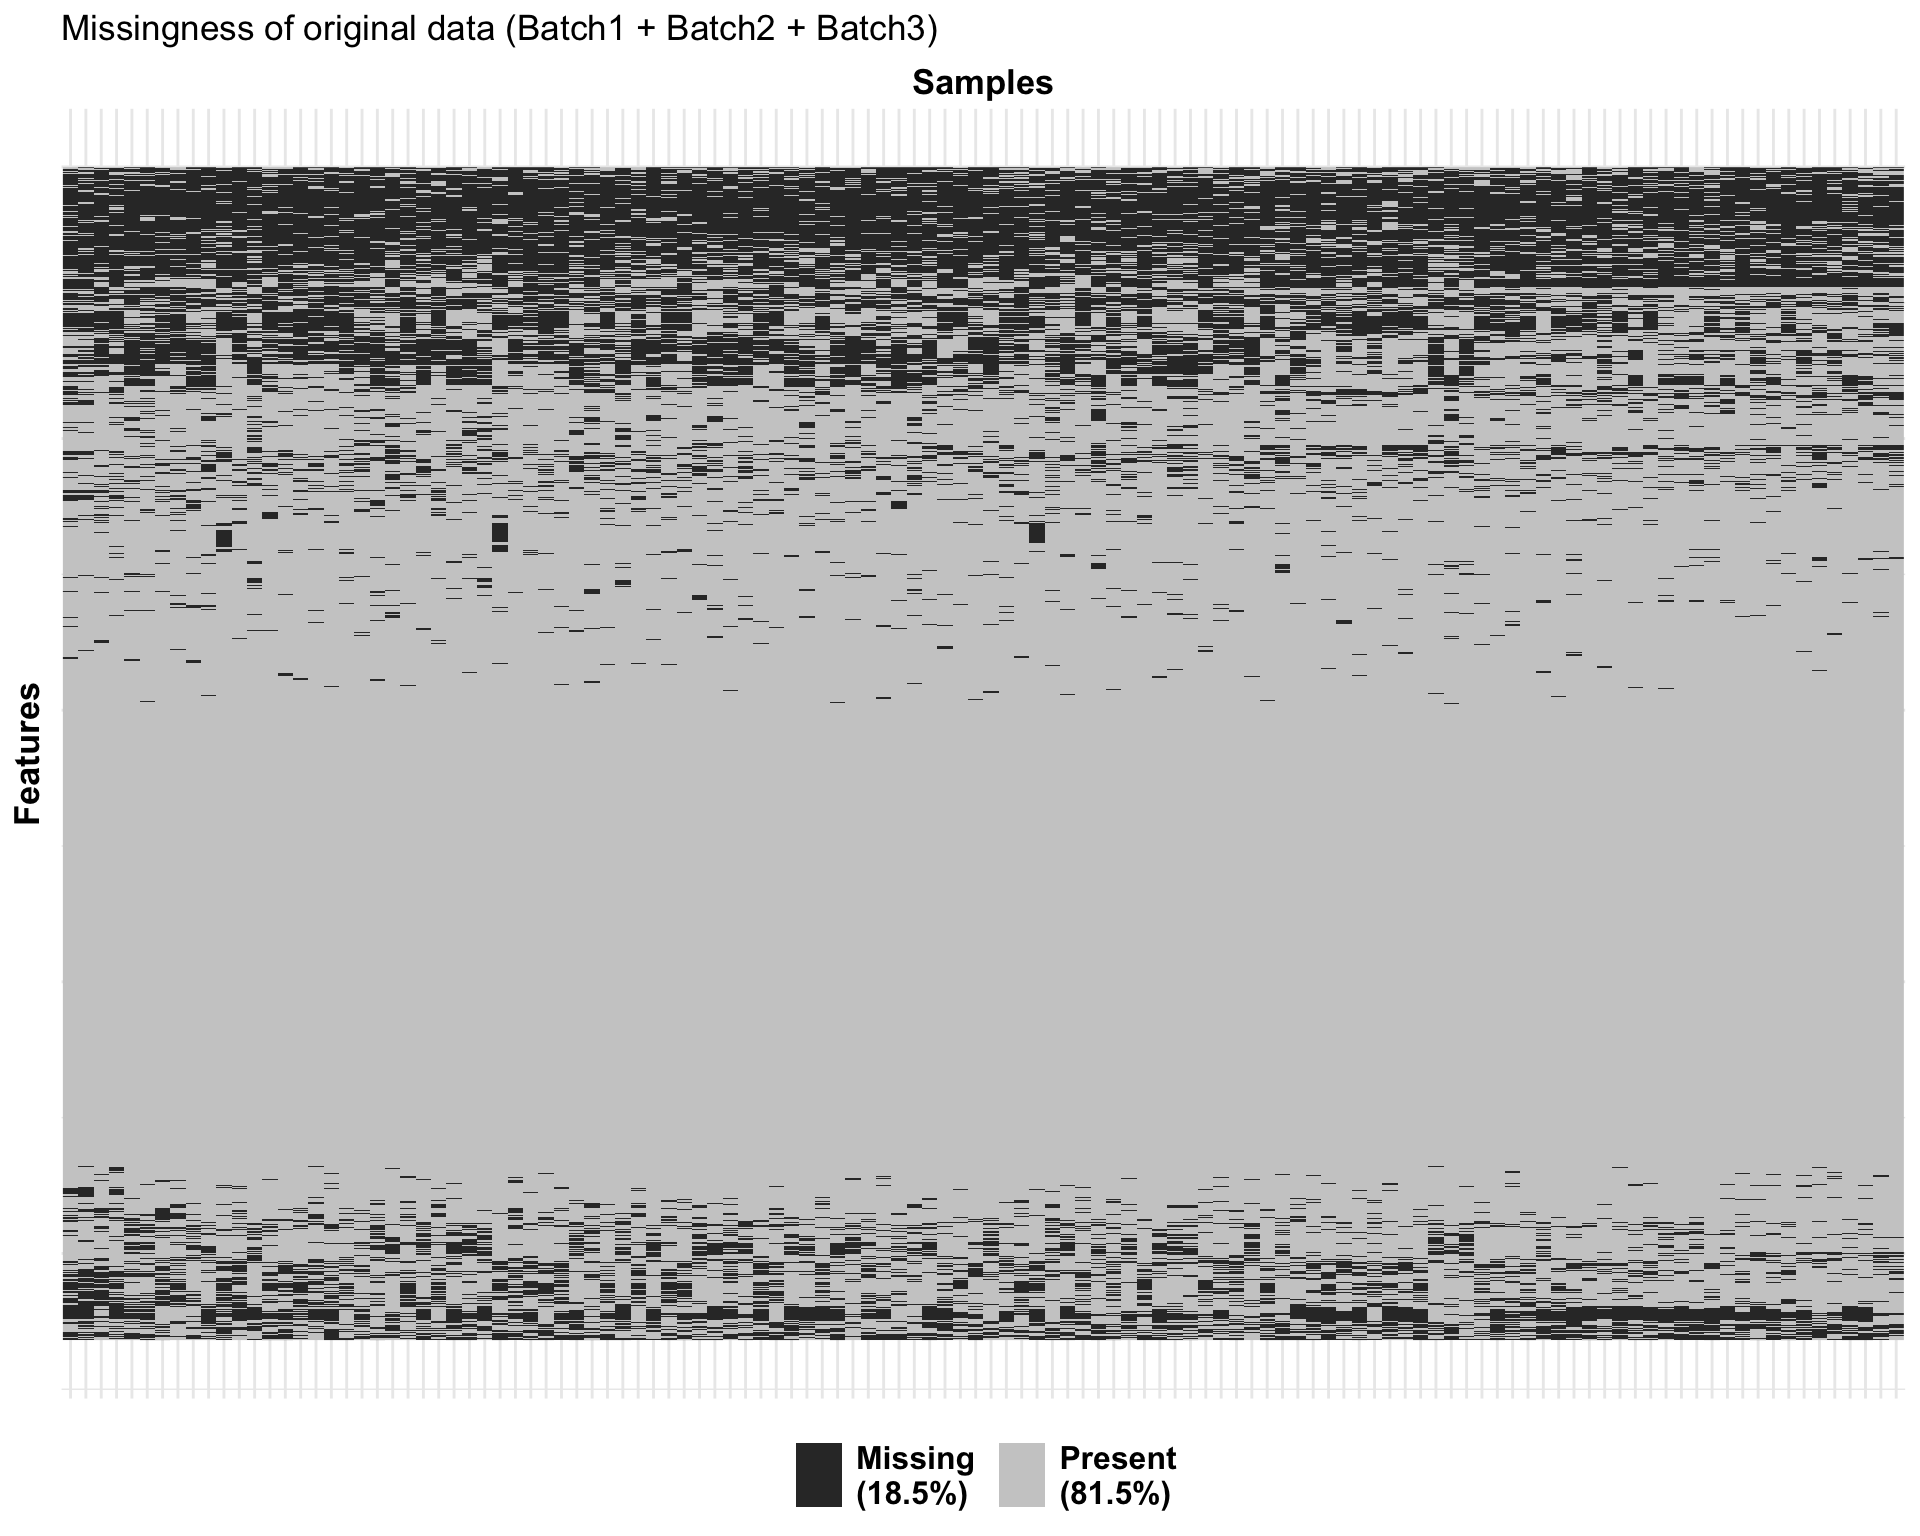 Missingness of original data (Batch1 + Batch2 + Batch3)
Samples
Features
Missing
(18.5%)
Present
(81.5%)